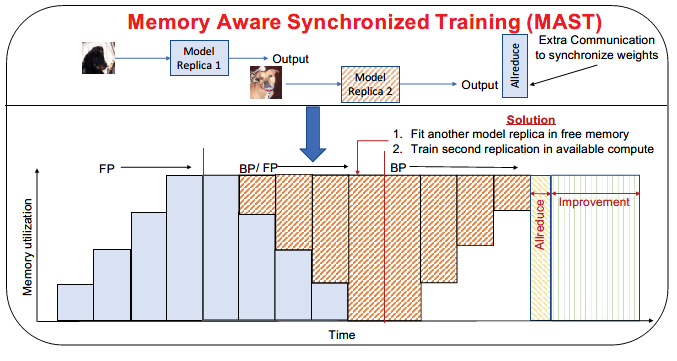 Memory Aware Synchronized Training (MAST)
Model
Replica 1
Output
Model
Replica 2
Output
Allreduce
Extra Communication
to synchronize weights
Solution
1. Fit another model replica in free memory
2. Train second replication in available compute
FP
BP/ FP
BP
Memory utilization
Allreduce
Improvement
Time